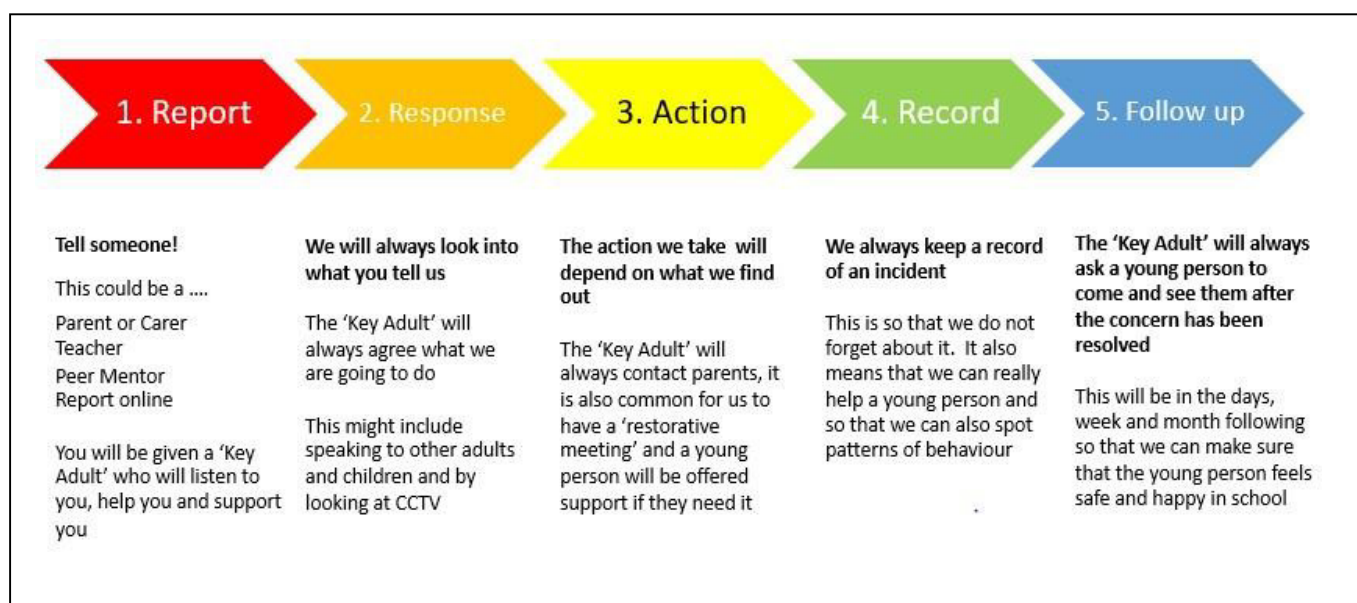 1. Report
2. Response
3. Action
4. Record
5. Follow up
Tell someone!
This could be a ....
Parent or Carer
Teacher
Peer Mentor
Report online
You will be given a ‘Key
Adult’ who will listen to
you, help you and support
you
We will always look into
what you tell us
The ‘Key Adult’ will
always agree what we
are going to do
This might include
speaking to other adults
and children and by
looking at CCTV
The action we take will
depend on what we find
out
The ‘Key Adult’ will
always contact parents, it
is also common for us to
have a ‘restorative
meeting’ and a young
person will be offered
support if they need it
We always keep a record
of an incident
This is so that we do not
forget about it. It also
means that we can really
help a young person and
so that we can also spot
patterns of behaviour
The ‘Key Adult’ will always
ask a young person to
come and see them after
the concern has been
resolved
This will be in the days,
week and month following
so that we can make sure
that the young person feels
safe and happy in school